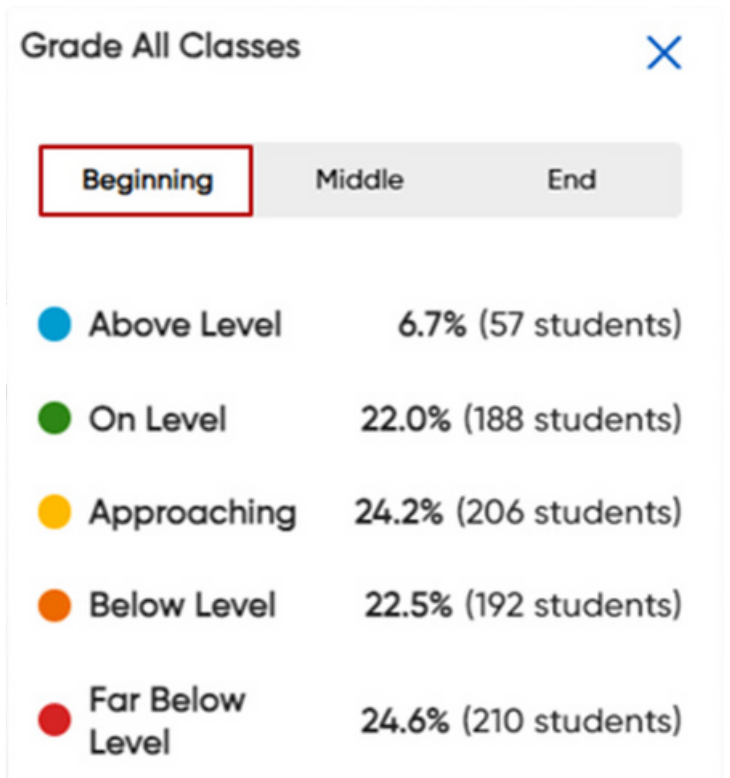 Grade All Classes
Beginning Middle End
Above Level 6.7% (57 students)
On Level 22.0% (188 students)
Approaching 24.2% (206 students)
Below Level 22.5% (192 students)
Far Below
Level 24.6% (210 students)